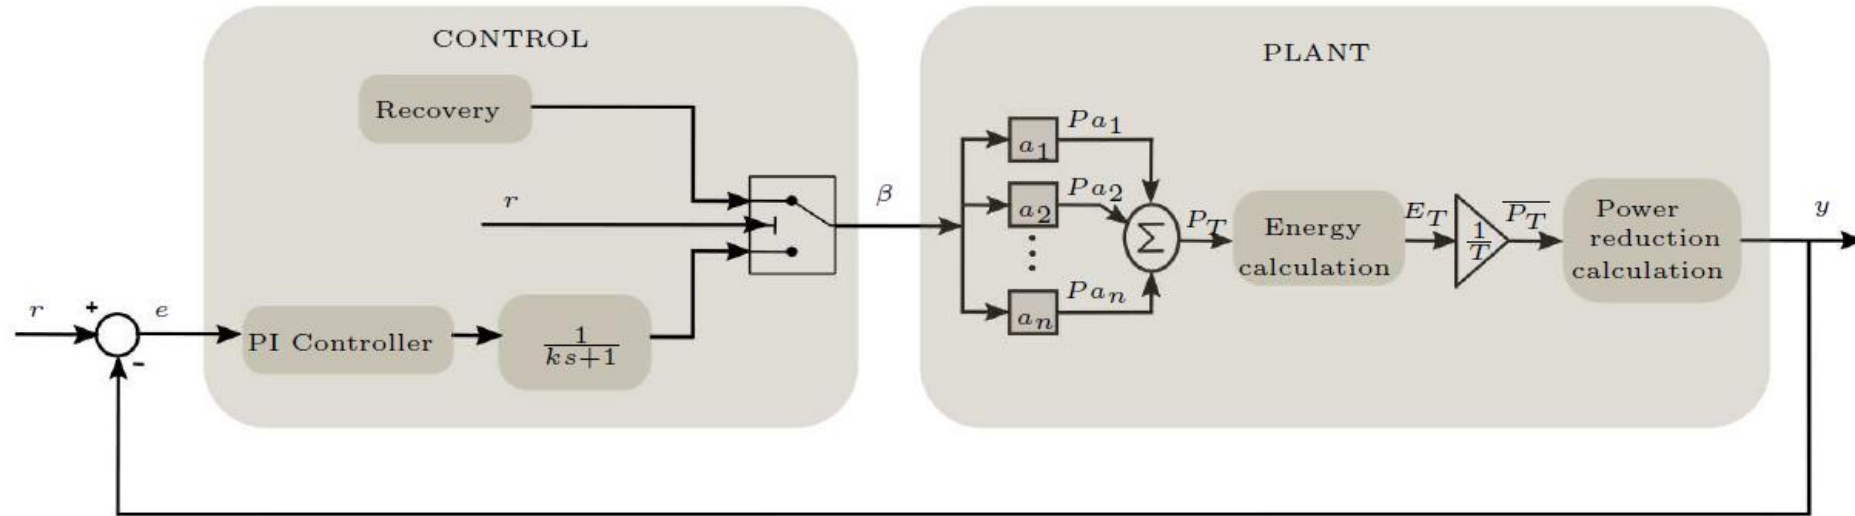 CONTROL
Recovery
r
β
r
+
-
e
PI Controller
1
ks+1
PLANT
a1
Pa1
a2
Pa2
⋮
an
Pan
Σ
PT
Energy
calculation
ET
1
T
P̅T̅
Power
reduction
calculation
y